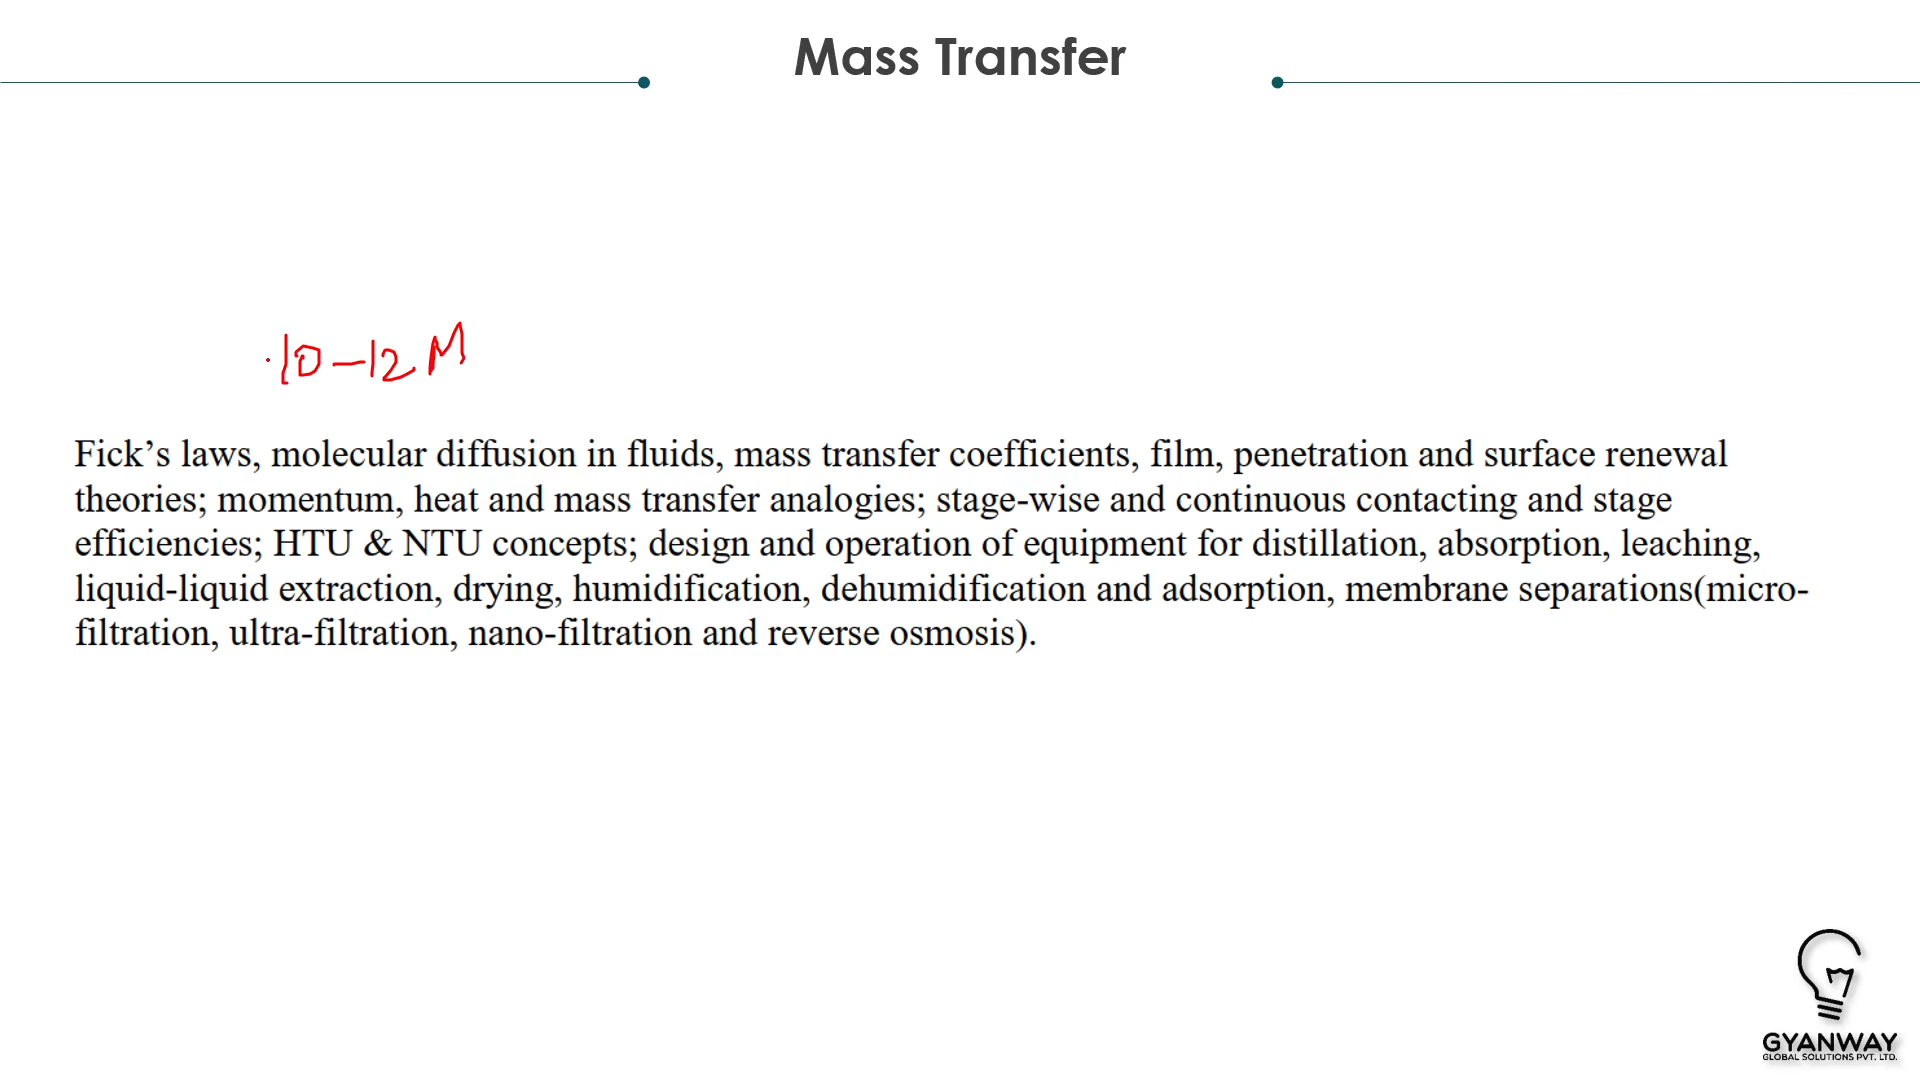 Mass Transfer
10-12 M
Fick’s laws, molecular diffusion in fluids, mass transfer coefficients, film, penetration and surface renewal
theories; momentum, heat and mass transfer analogies; stage-wise and continuous contacting and stage
efficiencies; HTU & NTU concepts; design and operation of equipment for distillation, absorption, leaching,
liquid-liquid extraction, drying, humidification, dehumidification and adsorption, membrane separations(micro-
filtration, ultra-filtration, nano-filtration and reverse osmosis).
GYANWAY
GLOBAL SOLUTIONS PVT. LTD.